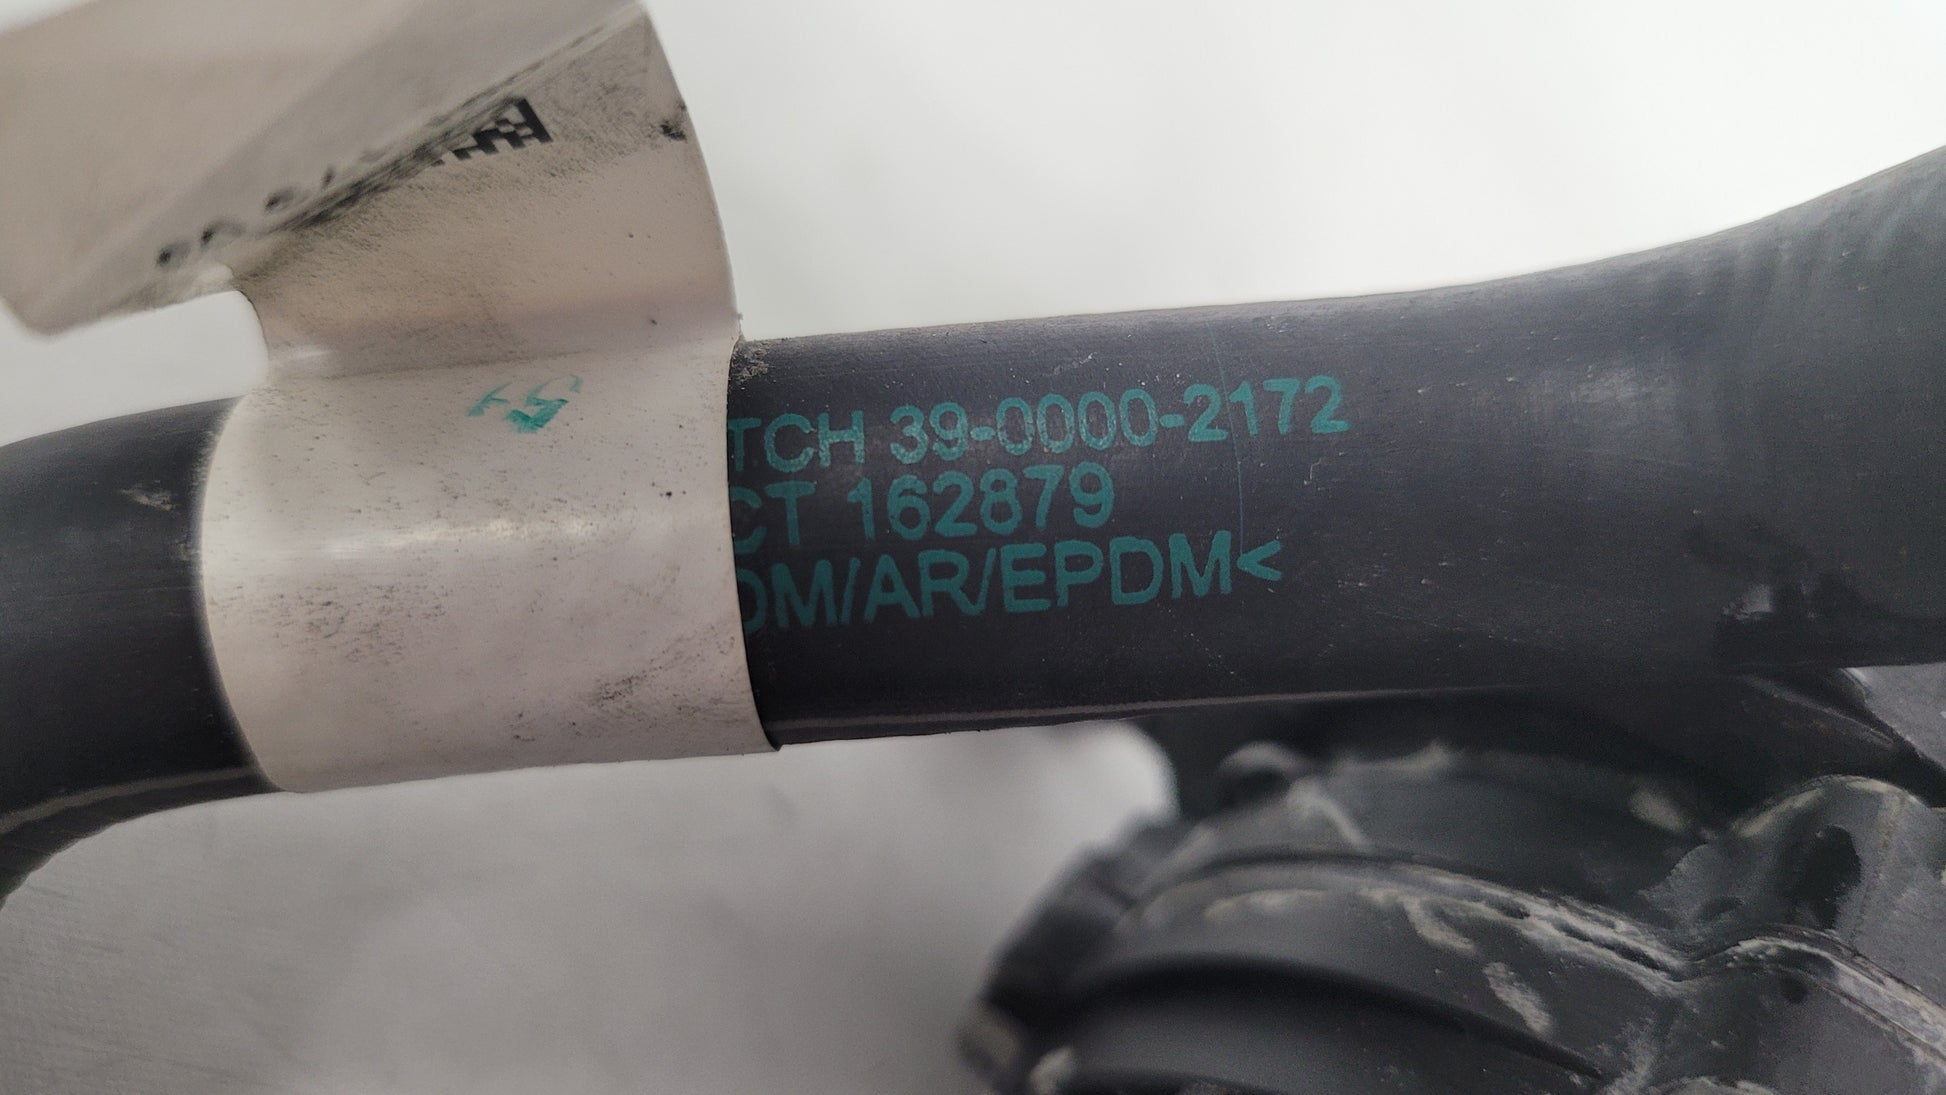 TCH 39-0000-2172
CT 162879
DM/AR/EPDM<